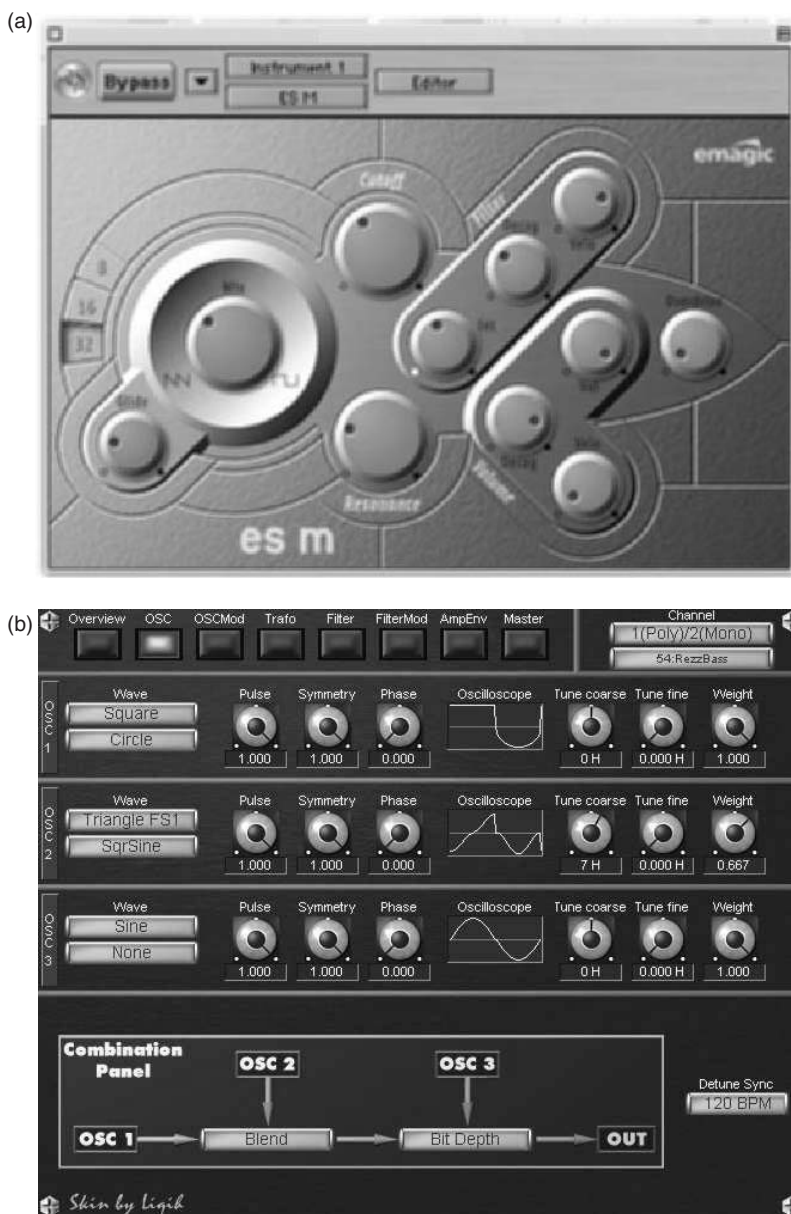 (a)
Bypass
Instrument 1
ES M
Editor
emagic
Cutoff
Filter
Decay
Velo
Int
Mix
8
16
32
Glide
Overdrive
Vol
Decay
Velo
Volume
Resonance
es m
(b)
Overview OSC OSCMod Trafo Filter FilterMod AmpEnv Master
Channel
1(Poly)/2(Mono)
54:RezzBass
OSC 1
Wave Pulse Symmetry Phase Oscilloscope Tune coarse Tune fine Weight
Square
Circle
1.000 1.000 0.000 0 H 0.000 H 1.000
OSC 2
Wave Pulse Symmetry Phase Oscilloscope Tune coarse Tune fine Weight
Triangle FS1
SqrSine
1.000 1.000 0.000 7 H 0.000 H 0.667
OSC 3
Wave Pulse Symmetry Phase Oscilloscope Tune coarse Tune fine Weight
Sine
None
1.000 1.000 0.000 0 H 0.000 H 1.000
Combination
Panel
OSC 2 OSC 3
OSC 1 Blend Bit Depth OUT
Detune Sync
120 BPM
Skin by Liqih